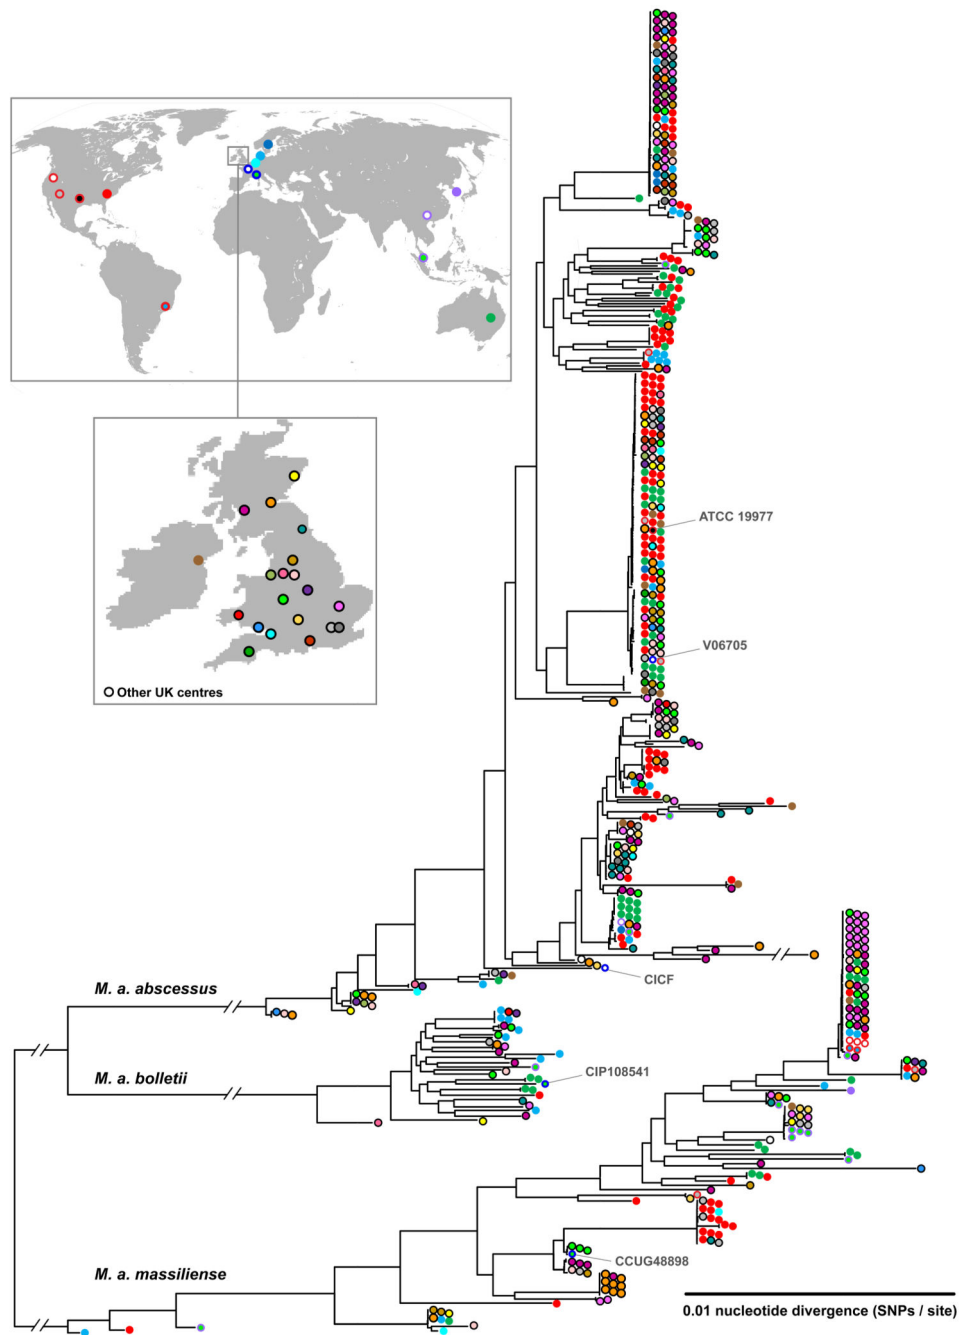 ATCC 19977
V06705
Other UK centres
CICF
M. a. abscessus
CIP108541
M. a. bolletii
CCUG48898
M. a. massiliense
0.01 nucleotide divergence (SNPs / site)